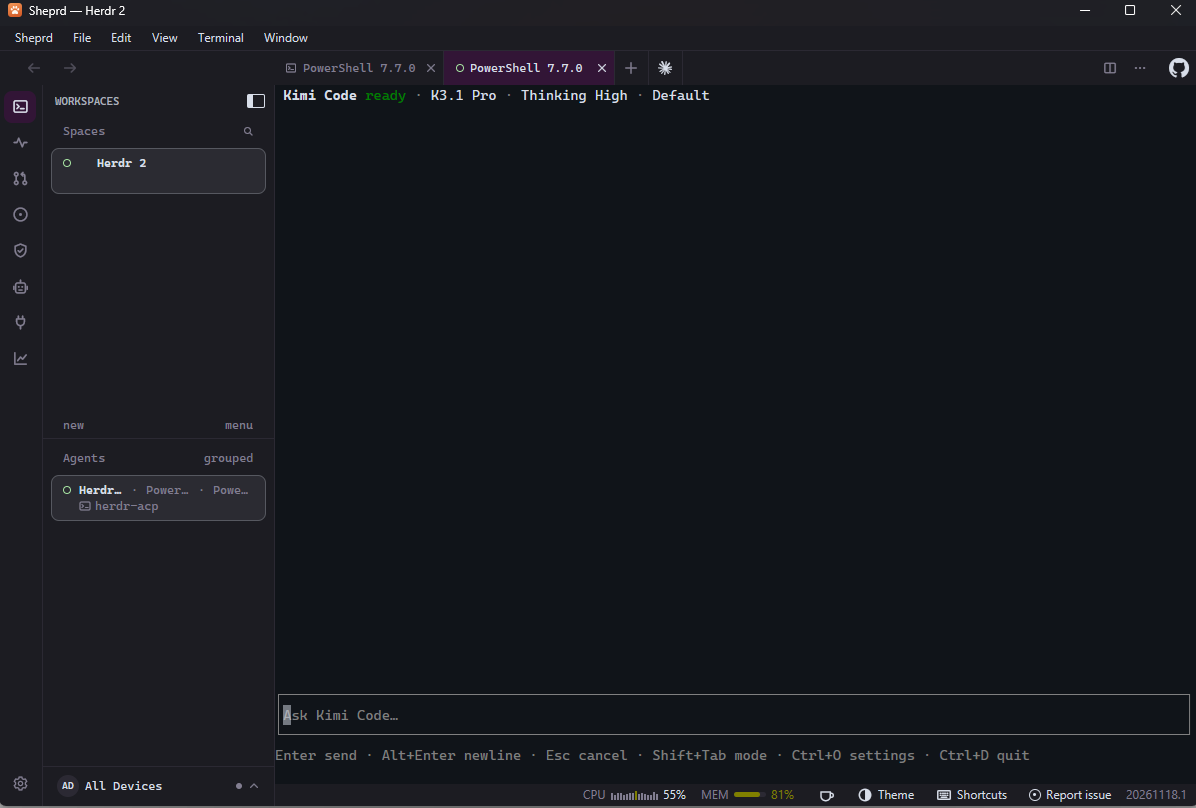 Sheprd — Herdr 2
Sheprd File Edit View Terminal Window
PowerShell 7.7.0 PowerShell 7.7.0
WORKSPACES
Spaces
Herdr 2
new menu
Agents grouped
Herdr… · Power… · Powe…
herdr-acp
AD All Devices
Kimi Code ready · K3.1 Pro · Thinking High · Default
Ask Kimi Code…
Enter send · Alt+Enter newline · Esc cancel · Shift+Tab mode · Ctrl+O settings · Ctrl+D quit
CPU 55% MEM 81% Theme Shortcuts Report issue 20261118.1